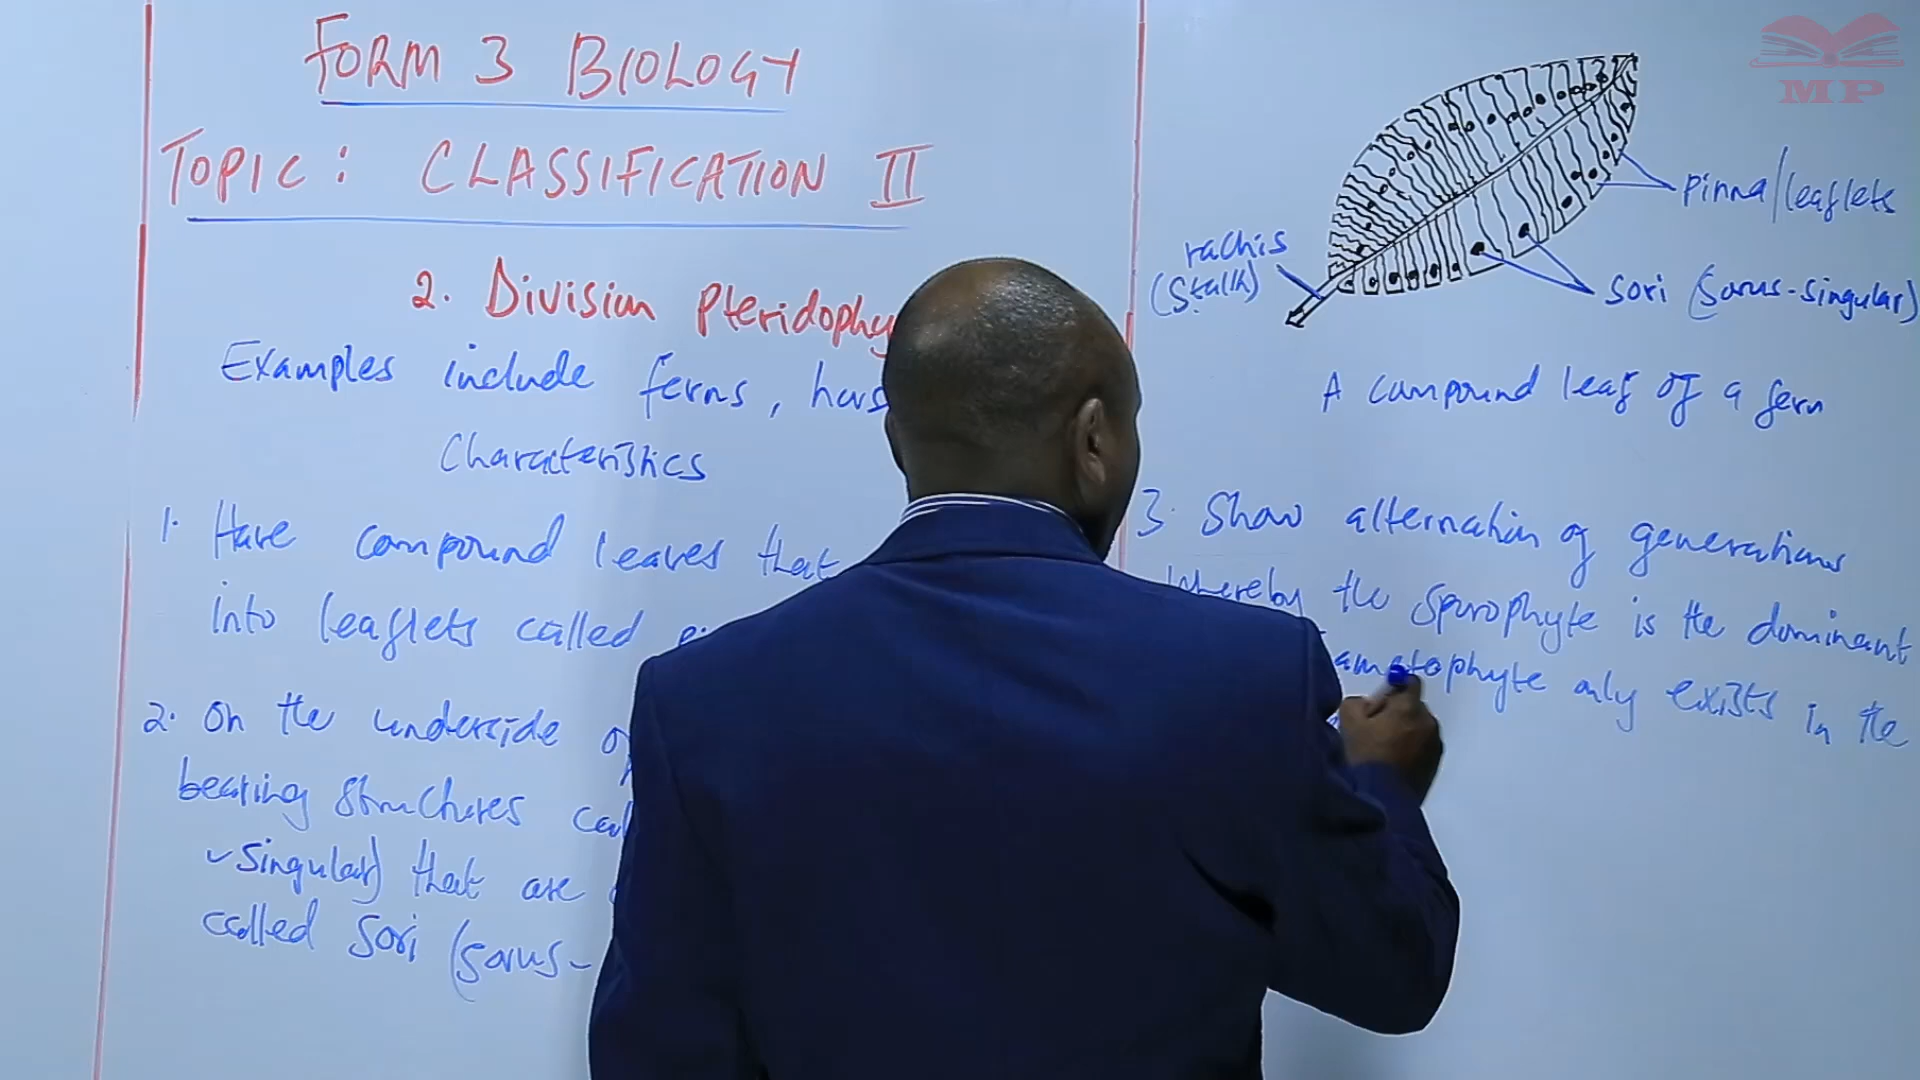 FORM 3 BIOLOGY
TOPIC: CLASSIFICATION II
2. Division Pteridophy
Examples include ferns, hors
Characteristics
1. Have compound leaves that
into leaflets called
2. On the underside of
bearing structures cal
- Singular) that are
called Sori (sorus-
MP
pinna/leaflets
rachis
(Stalk)
sori (sorus-singular)
A compound leaf of a fern
3. Show alternation of generations
whereby the sporophyte is the dominant
ametophyte only exists in the